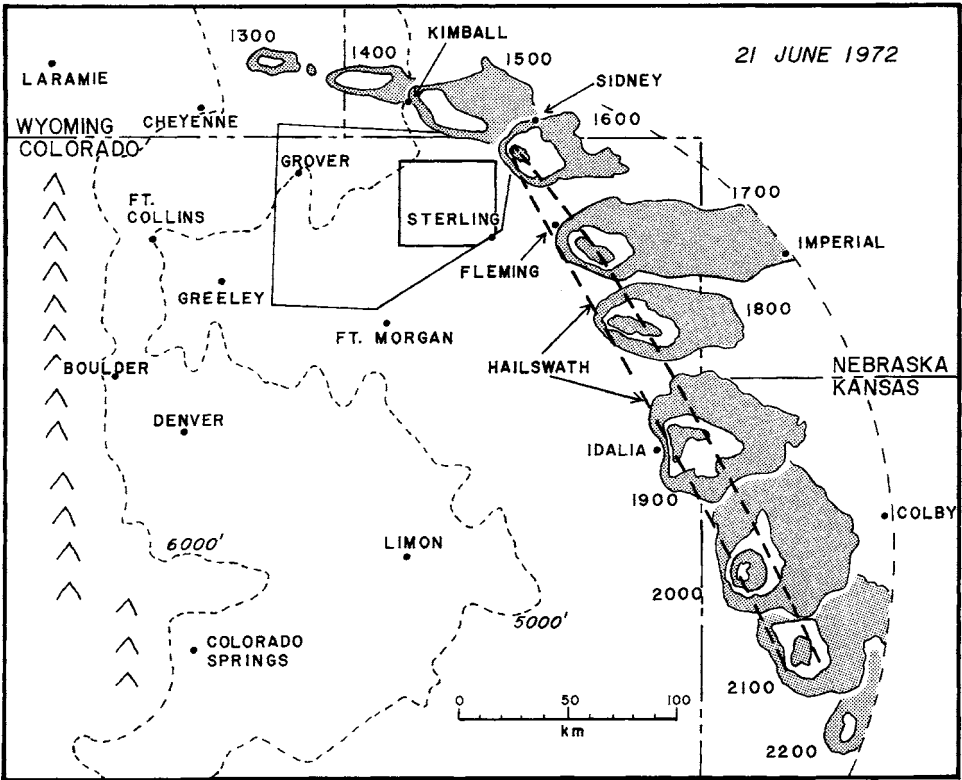 1300
KIMBALL
1400
1500
21 JUNE 1972
LARAMIE
SIDNEY
CHEYENNE
1600
WYOMING
COLORADO
GROVER
1700
FT.
COLLINS
STERLING
IMPERIAL
FLEMING
GREELEY
1800
FT. MORGAN
BOULDER
HAILSWATH
NEBRASKA
KANSAS
DENVER
IDALIA
1900
COLBY
6000'
LIMON
2000
5000'
COLORADO
SPRINGS
2100
0 50 100
km
2200